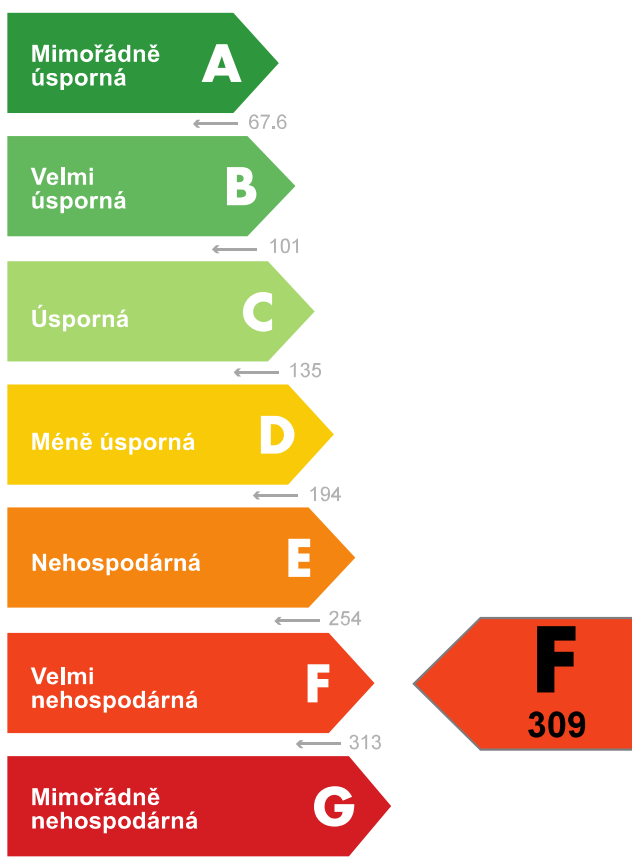 Mimořádně
úsporná
A
67.6
Velmi
úsporná
B
101
Úsporná
C
135
Méně úsporná
D
194
Nehospodárná
E
254
Velmi
nehospodárná
F
F
309
313
Mimořádně
nehospodárná
G